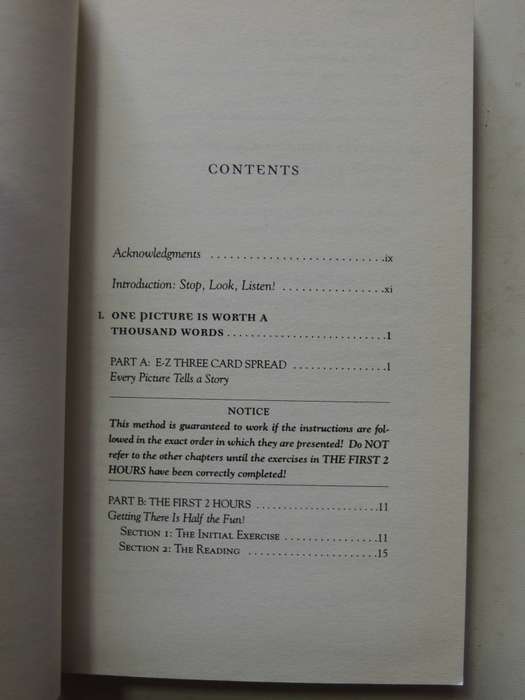 CONTENTS
Acknowledgments ..........................ix
Introduction: Stop, Look, Listen! ...............xi
I. ONE PICTURE IS WORTH A
THOUSAND WORDS.........................1
PART A: E-Z THREE CARD SPREAD ..............1
Every Picture Tells a Story
NOTICE
This method is guaranteed to work if the instructions are fol-
lowed in the exact order in which they are presented! Do NOT
refer to the other chapters until the exercises in THE FIRST 2
HOURS have been correctly completed!
PART B: THE FIRST 2 HOURS ...................11
Getting There Is Half the Fun!
SECTION 1: THE INITIAL EXERCISE ...............11
SECTION 2: THE READING ....................15